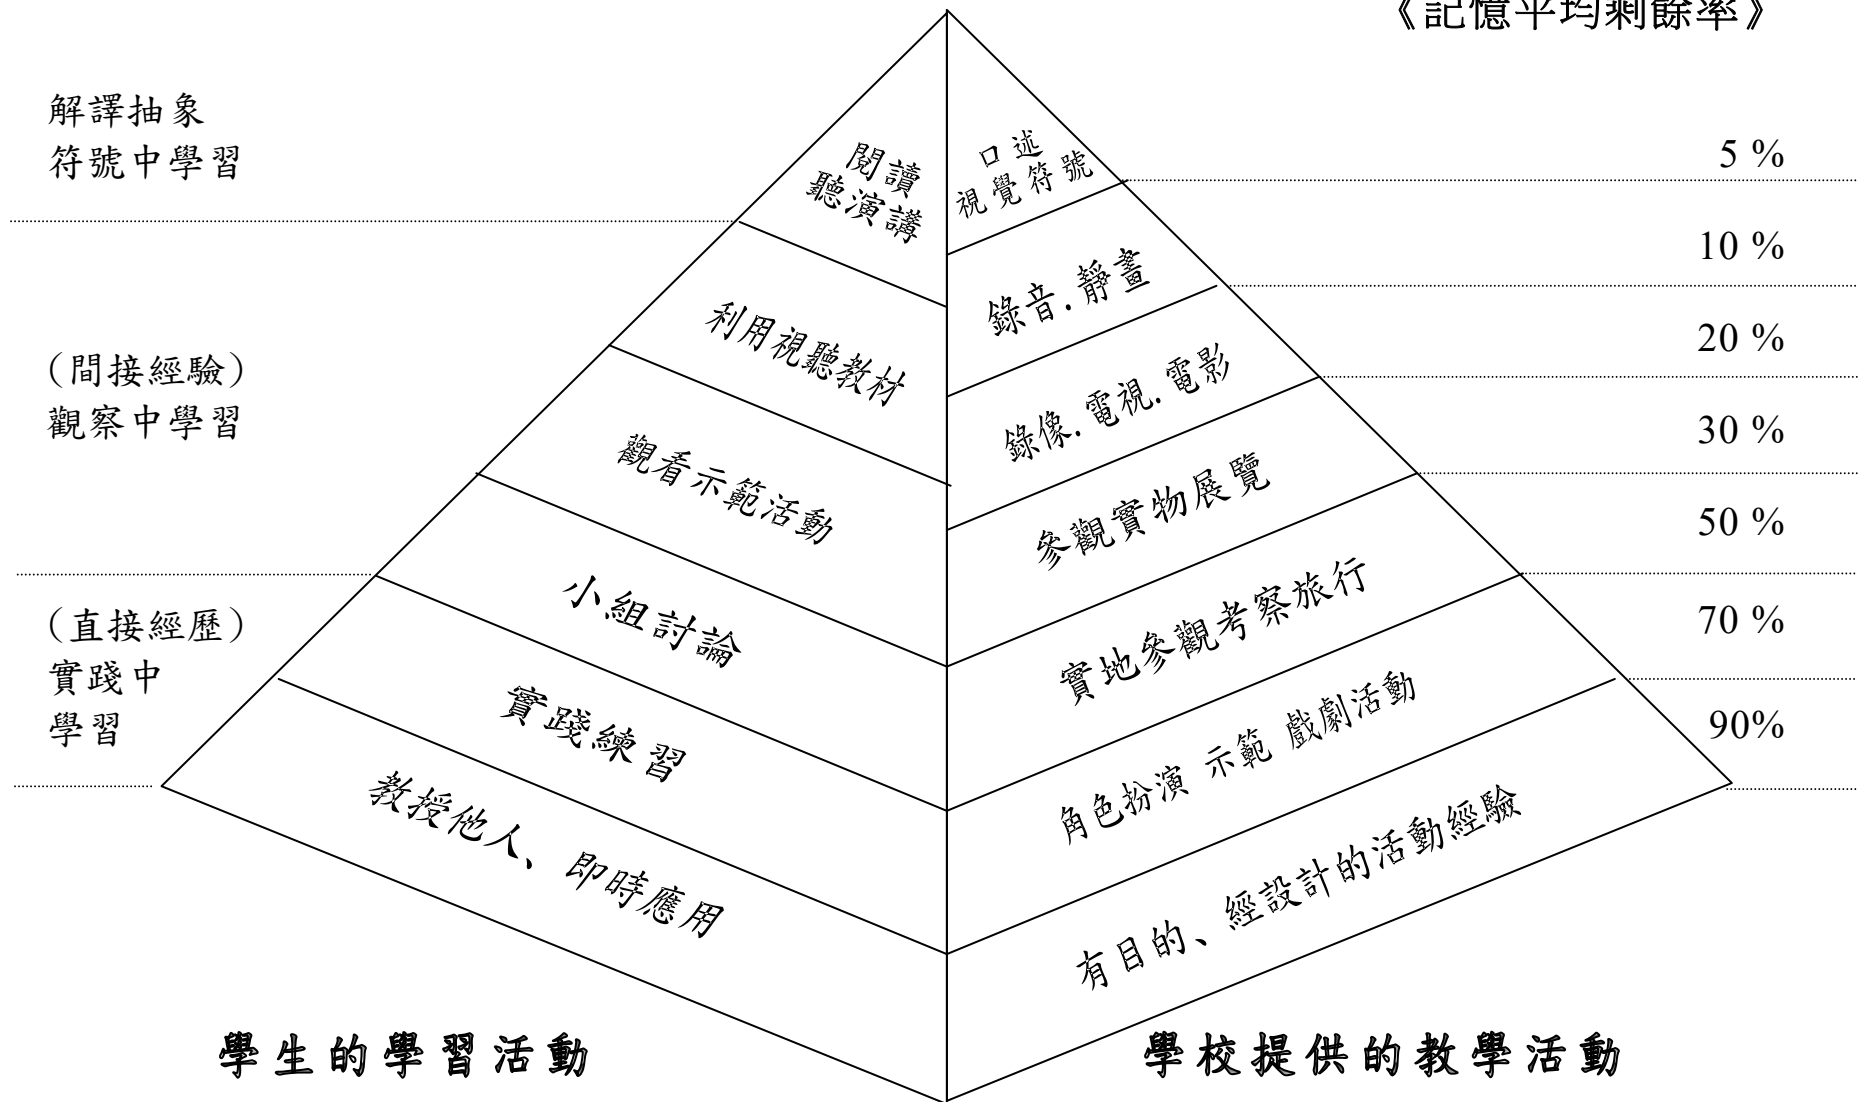 《記憶平均剩餘率》
解譯抽象
符號中學習
(間接經驗)
觀察中學習
(直接經歷)
實踐中
學習
閱讀
聽演講
利用視聽教材
觀看示範活動
小組討論
實踐練習
教授他人、即時應用
口述
視覺符號
錄音.靜畫
錄像.電視.電影
參觀實物展覽
實地參觀考察旅行
角色扮演 示範 戲劇活動
有目的、經設計的活動經驗
5 %
10 %
20 %
30 %
50 %
70 %
90%
學生的學習活動
學校提供的教學活動